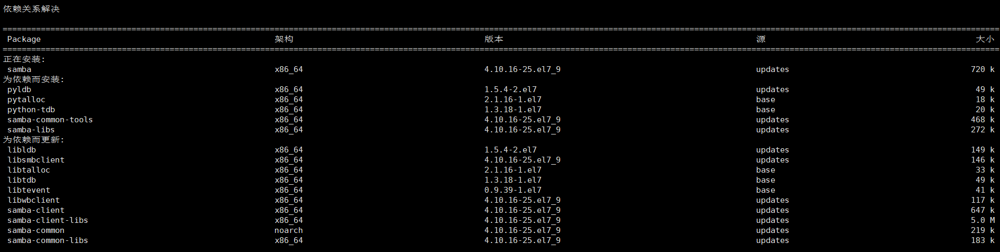 依赖关系解决
================================================================================
Package 架构 版本 源 大小
================================================================================
正在安装:
samba x86_64 4.10.16-25.el7_9 updates 720 k
为依赖而安装:
pyldb x86_64 1.5.4-2.el7 updates 49 k
pytalloc x86_64 2.1.16-1.el7 base 18 k
python-tdb x86_64 1.3.18-1.el7 base 20 k
samba-common-tools x86_64 4.10.16-25.el7_9 updates 468 k
samba-libs x86_64 4.10.16-25.el7_9 updates 272 k
为依赖而更新:
libldb x86_64 1.5.4-2.el7 updates 149 k
libsmbclient x86_64 4.10.16-25.el7_9 updates 146 k
libtalloc x86_64 2.1.16-1.el7 base 33 k
libtdb x86_64 1.3.18-1.el7 base 49 k
libtevent x86_64 0.9.39-1.el7 base 41 k
libwbclient x86_64 4.10.16-25.el7_9 updates 117 k
samba-client x86_64 4.10.16-25.el7_9 updates 647 k
samba-client-libs x86_64 4.10.16-25.el7_9 updates 5.0 M
samba-common noarch 4.10.16-25.el7_9 updates 219 k
samba-common-libs x86_64 4.10.16-25.el7_9 updates 183 k